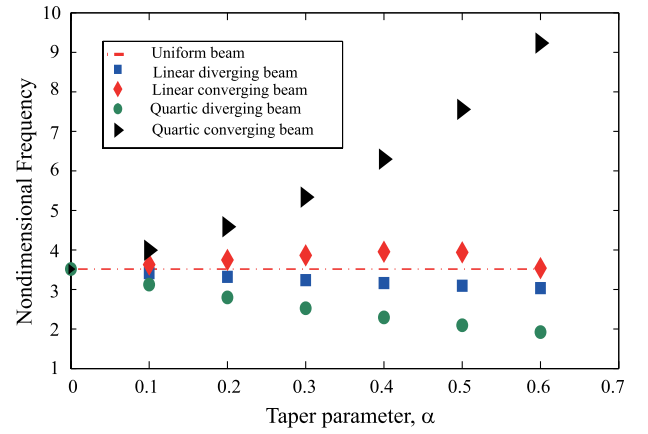 10
9
8
7
6
5
4
3
2
1
Nondimensional Frequency
Uniform beam
Linear diverging beam
Linear converging beam
Quartic diverging beam
Quartic converging beam
0 0.1 0.2 0.3 0.4 0.5 0.6 0.7
Taper parameter, α